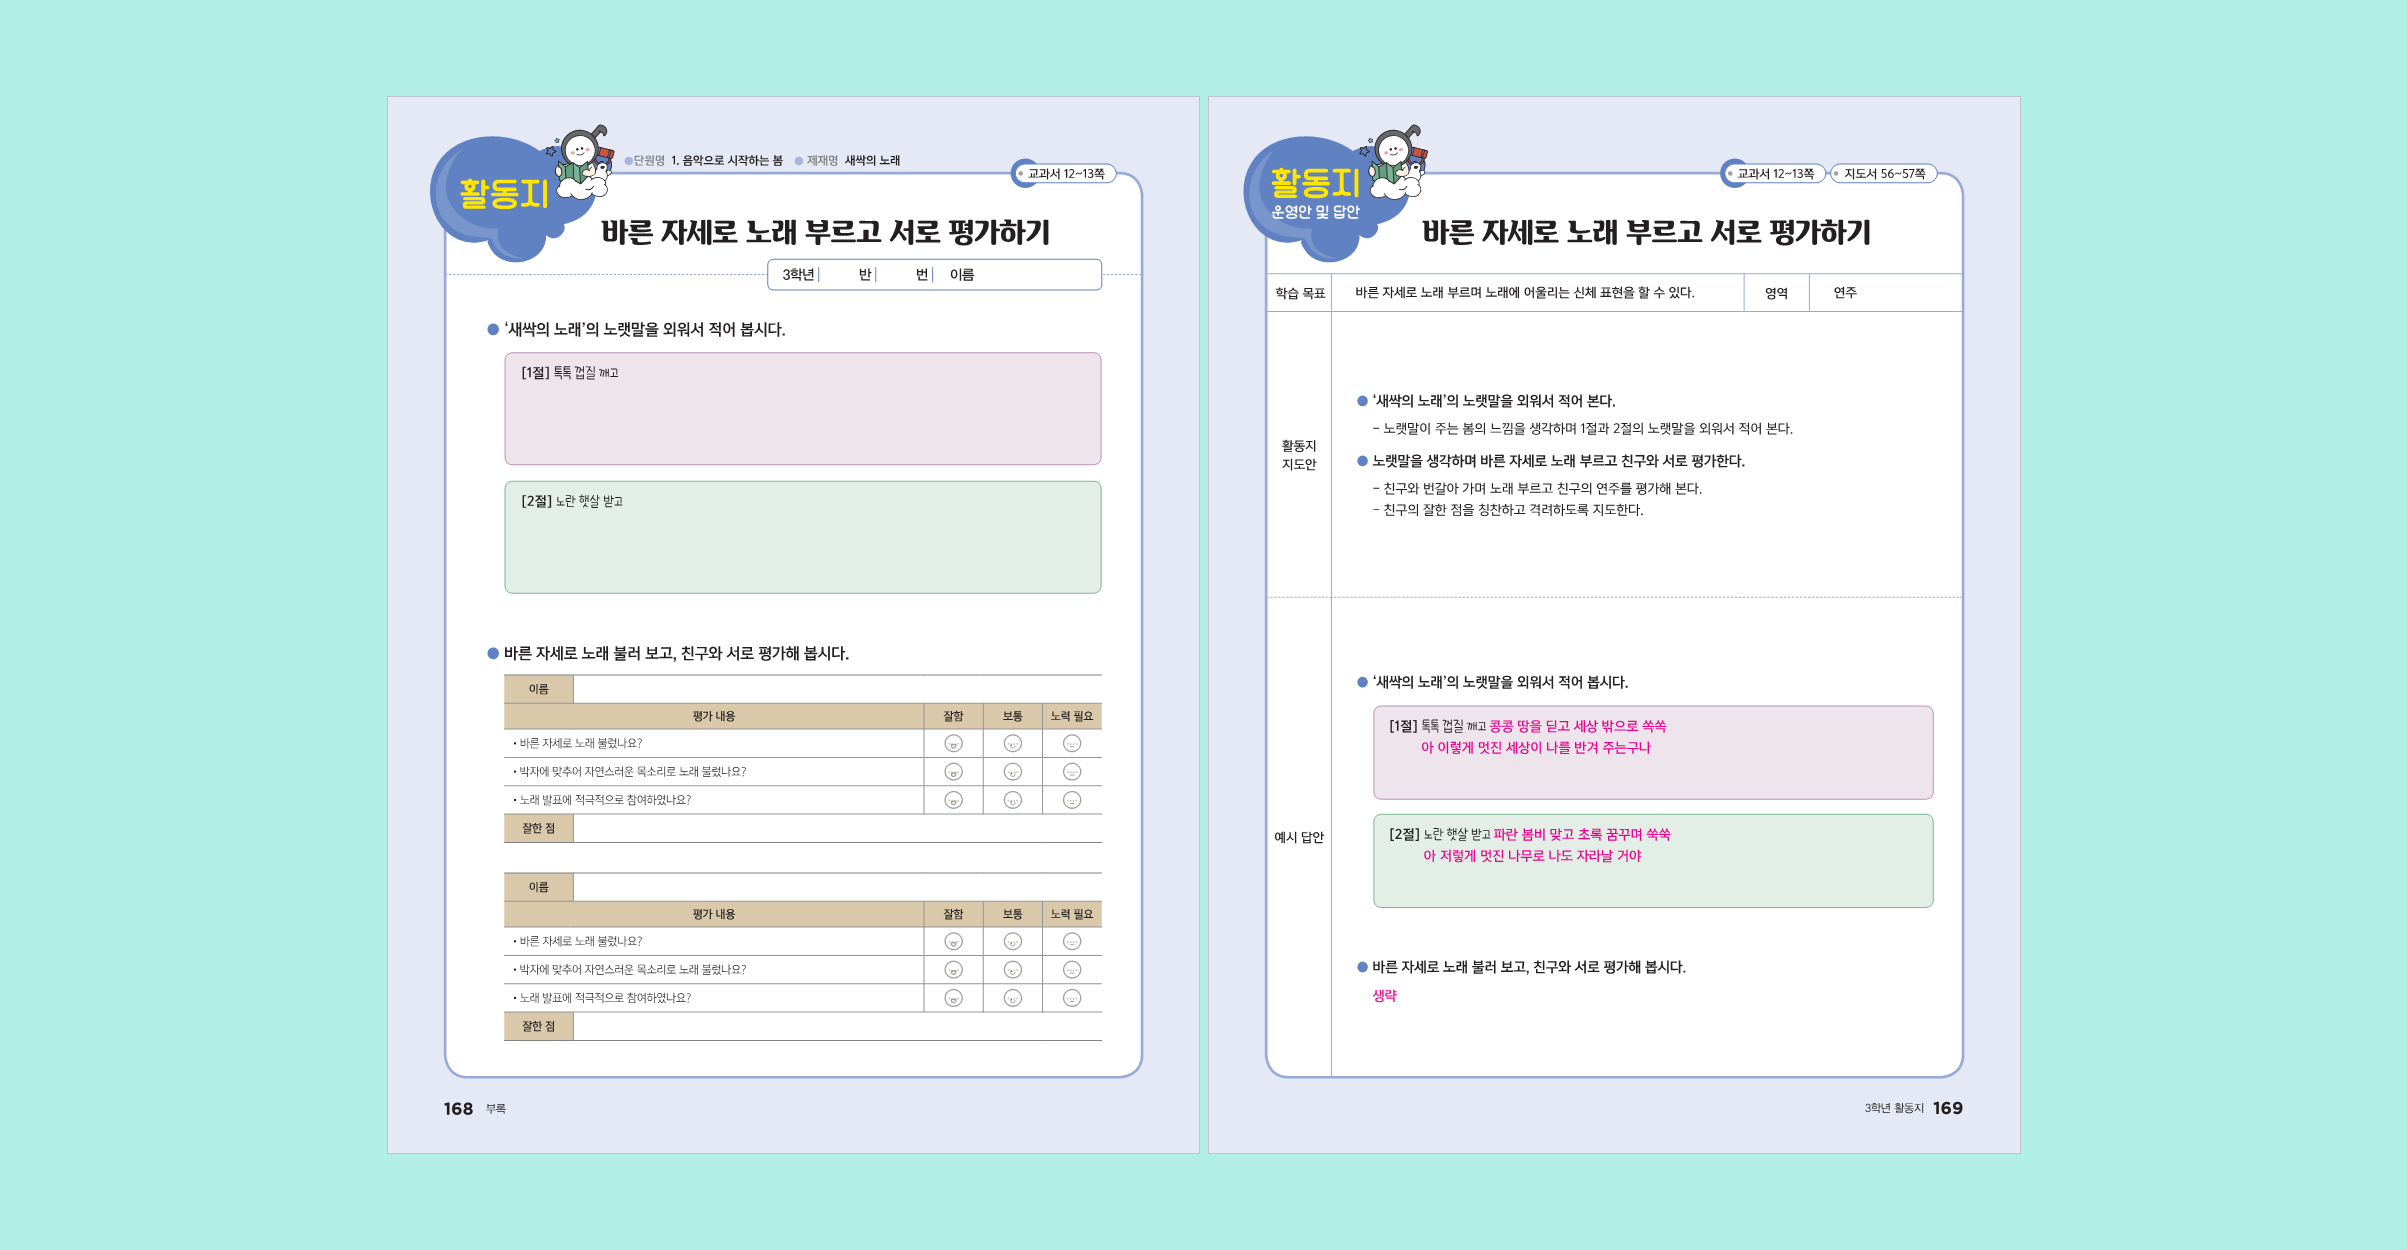 활동지
단원명 1. 음악으로 시작하는 봄 제재명 새싹의 노래
교과서 12~13쪽
바른 자세로 노래 부르고 서로 평가하기
3학년 반 번 이름
‘새싹의 노래’의 노랫말을 외워서 적어 봅시다.
[1절] 톡톡 껍질 깨고
[2절] 노란 햇살 받고
바른 자세로 노래 불러 보고, 친구와 서로 평가해 봅시다.
이름
평가 내용 잘함 보통 노력 필요
• 바른 자세로 노래 불렀나요?
• 박자에 맞추어 자연스러운 목소리로 노래 불렀나요?
• 노래 발표에 적극적으로 참여하였나요?
잘한 점
이름
평가 내용 잘함 보통 노력 필요
• 바른 자세로 노래 불렀나요?
• 박자에 맞추어 자연스러운 목소리로 노래 불렀나요?
• 노래 발표에 적극적으로 참여하였나요?
잘한 점
168 부록
활동지
운영안 및 답안
교과서 12~13쪽 지도서 56~57쪽
바른 자세로 노래 부르고 서로 평가하기
학습 목표 바른 자세로 노래 부르며 노래에 어울리는 신체 표현을 할 수 있다. 영역 연주
활동지
지도안
‘새싹의 노래’의 노랫말을 외워서 적어 본다.
- 노랫말이 주는 봄의 느낌을 생각하며 1절과 2절의 노랫말을 외워서 적어 본다.
노랫말을 생각하며 바른 자세로 노래 부르고 친구와 서로 평가한다.
- 친구와 번갈아 가며 노래 부르고 친구의 연주를 평가해 본다.
- 친구의 잘한 점을 칭찬하고 격려하도록 지도한다.
예시 답안
‘새싹의 노래’의 노랫말을 외워서 적어 봅시다.
[1절] 톡톡 껍질 깨고 콩콩 땅을 딛고 세상 밖으로 쏙쏙
아 이렇게 멋진 세상이 나를 반겨 주는구나
[2절] 노란 햇살 받고 파란 봄비 맞고 초록 꿈꾸며 쑥쑥
아 저렇게 멋진 나무로 나도 자라날 거야
바른 자세로 노래 불러 보고, 친구와 서로 평가해 봅시다.
생략
3학년 활동지 169